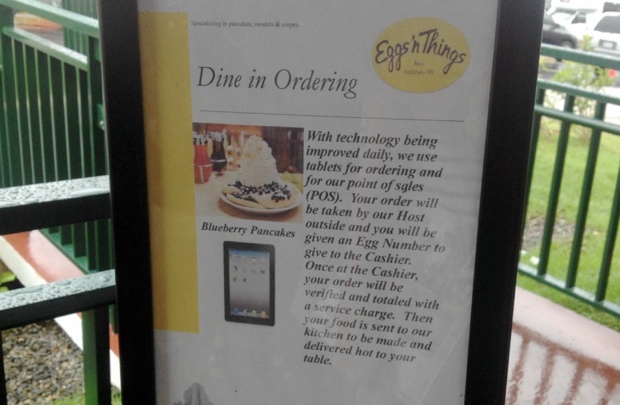 Specializing in pancakes, omelets & crepes
Eggs 'n Things
Dine in Ordering
With technology being
improved daily, we use
tablets for ordering and
for our point of sales
(POS). Your order will
be taken by our Host
outside and you will be
given an Egg Number to
give to the Cashier.
Once at the Cashier,
your order will be
verified and totaled with
a service charge. Then
your food is sent to our
kitchen to be made and
delivered hot to your
table.
Blueberry Pancakes